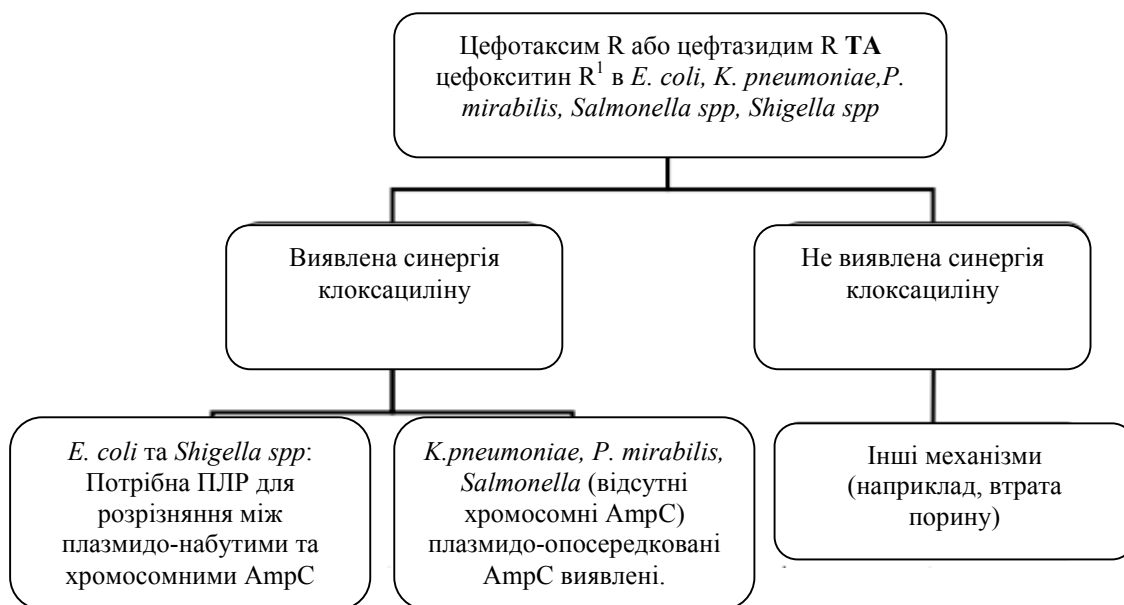 Цефотаксим R або цефтазидим R ТА
цефокситин R¹ в E. coli, K. pneumoniae,P.
mirabilis, Salmonella spp, Shigella spp
Виявлена синергія
клоксациліну
Не виявлена синергія
клоксациліну
E. coli та Shigella spp:
Потрібна ПЛР для
розрізняння між
плазмидо-набутими та
хромосомними AmpC
K.pneumoniae, P. mirabilis,
Salmonella (відсутні
хромосомні AmpC)
плазмидо-опосередковані
AmpC виявлені.
Інші механізми
(наприклад, втрата
порину)